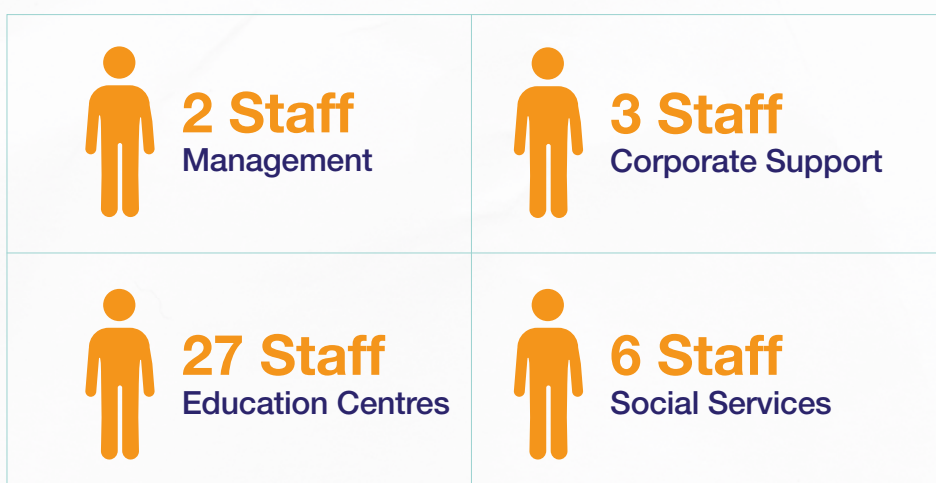 2 Staff
Management
3 Staff
Corporate Support
27 Staff
Education Centres
6 Staff
Social Services